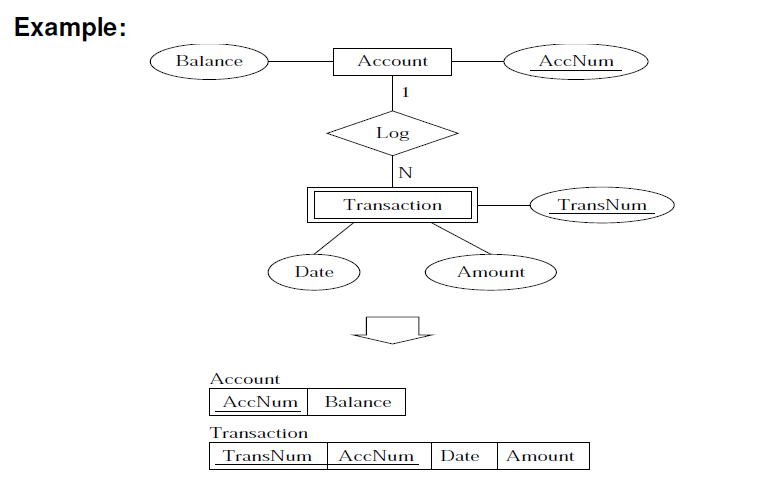 Example:
Balance Account AccNum
1
Log
N
Transaction TransNum
Date Amount
Account
AccNum Balance
Transaction
TransNum AccNum Date Amount